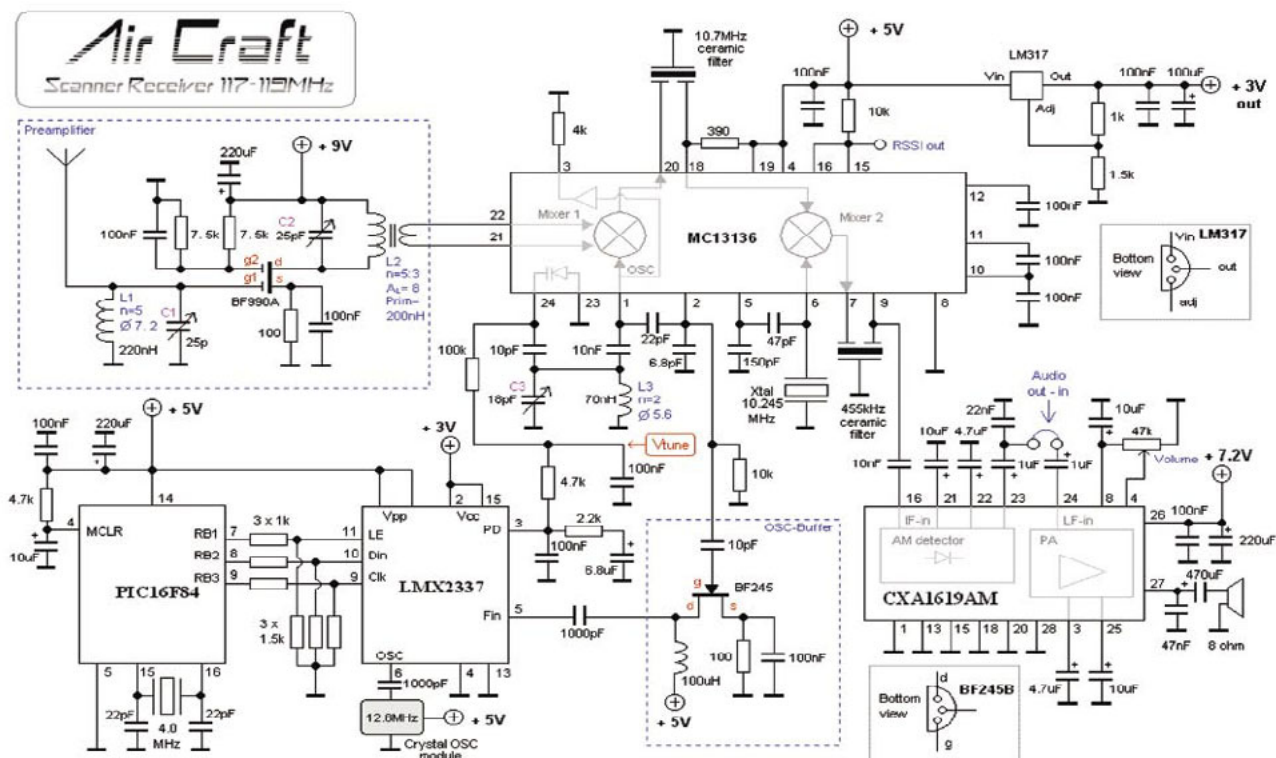 Air Craft
Scanner Receiver 117-119MHz
Preamplifier
+ 9V
220uF
C2
100nF
7.5k
7.5k
25pF
g2
d
g1
s
BF990A
L1
n=5
Ø 7.2
220nH
C1
25p
100
100nF
L2
n=5:3
AL= 8
Prim~
200nH
10.7MHz
ceramic
filter
+ 5V
100nF
10k
390
4k
3
20
18
19
4
16
15
RSSI out
LM317
Vin
Out
Adj
100nF
100uF
+ 3V
out
1k
1.5k
22
21
Mixer 1
OSC
MC13136
Mixer 2
12
11
10
100nF
100nF
100nF
24
23
1
2
5
6
7
9
8
Vin
LM317
Bottom
view
out
adj
100k
10pF
10nF
22pF
6.8pF
47pF
150pF
C3
18pF
70nH
L3
n=2
Ø 5.6
Xtal
10.245
MHz
455kHz
ceramic
filter
Vtune
100nF
10k
10nF
Audio
out - in
22nF
10uF
4.7uF
1uF
1uF
10uF
47k
Volume
+ 7.2V
100nF
220uF
16
21
22
23
24
8
4
26
IF-in
AM detector
LF-in
PA
CXA1619AM
27
470uF
47nF
8 ohm
1
13
15
18
20
28
3
25
4.7uF
10uF
d
BF245B
Bottom
view
g
100nF
220uF
+ 5V
4.7k
10uF
14
4
MCLR
RB1
7
RB2
8
RB3
9
PIC16F84
3 x 1k
3 x
1.5k
5
15
16
22pF
4.0
MHz
22pF
+ 3V
Vpp
2
15
Vcc
11
LE
10
Din
9
Clk
PD
3
LMX2337
Fin
5
OSC
6
4
13
1000pF
12.8MHz
+ 5V
Crystal OSC
module
4.7k
2.2k
100nF
6.8uF
1000pF
OSC-Buffer
10pF
g
BF245
d
s
100
100nF
100uH
+ 5V